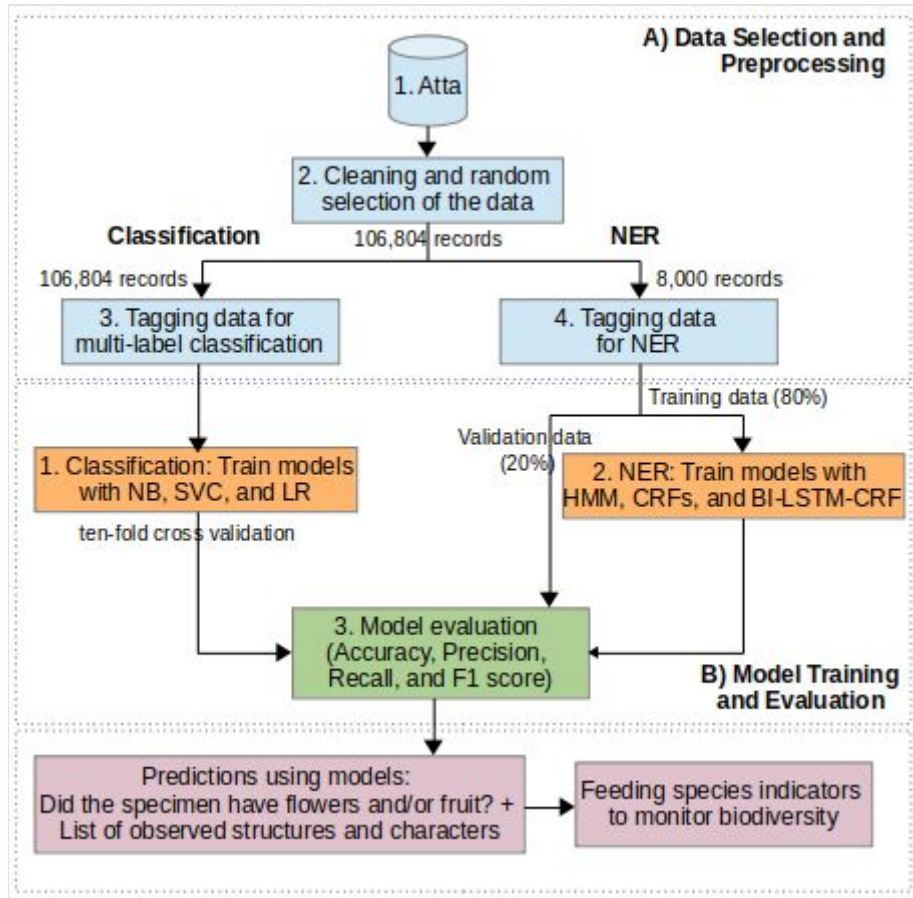 A) Data Selection and
Preprocessing
1. Atta
2. Cleaning and random
selection of the data
Classification
106,804 records
NER
106,804 records
8,000 records
3. Tagging data for
multi-label classification
4. Tagging data
for NER
Training data (80%)
Validation data
(20%)
1. Classification: Train models
with NB, SVC, and LR
2. NER: Train models with
HMM, CRFs, and BI-LSTM-CRF
ten-fold cross validation
3. Model evaluation
(Accuracy, Precision,
Recall, and F1 score)
B) Model Training
and Evaluation
Predictions using models:
Did the specimen have flowers and/or fruit? +
List of observed structures and characters
Feeding species indicators
to monitor biodiversity